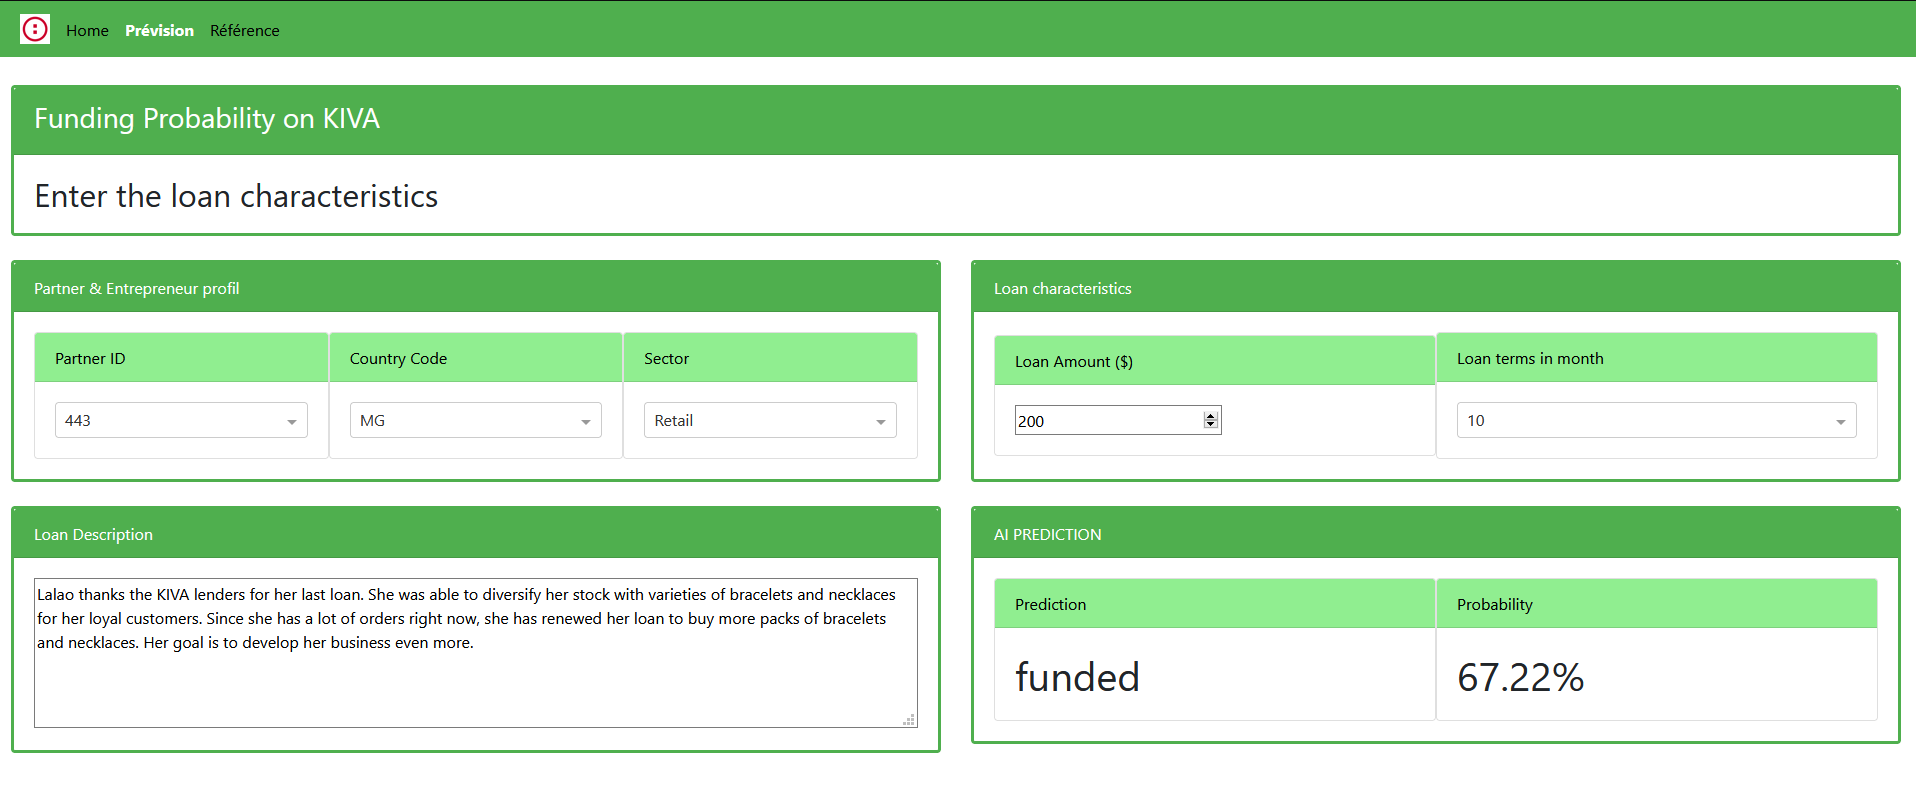 Home Prévision Référence
Funding Probability on KIVA
Enter the loan characteristics
Partner & Entrepreneur profil
Partner ID Country Code Sector
443 MG Retail
Loan characteristics
Loan Amount ($) Loan terms in month
200 10
Loan Description
Lalao thanks the KIVA lenders for her last loan. She was able to diversify her stock with varieties of bracelets and necklaces
for her loyal customers. Since she has a lot of orders right now, she has renewed her loan to buy more packs of bracelets
and necklaces. Her goal is to develop her business even more.
AI PREDICTION
Prediction Probability
funded 67.22%